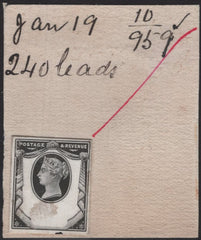 Jan 19 10
959 ✓
240 leads
POSTAGE & REVENUE